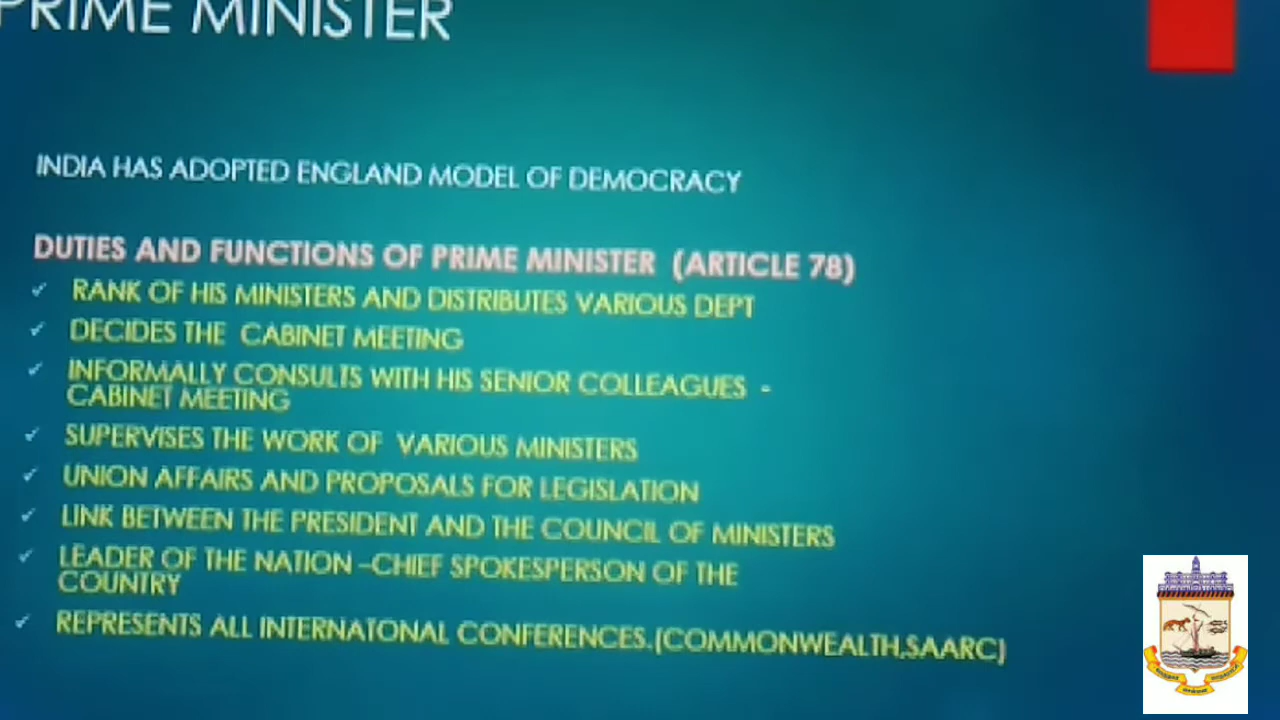 PRIME MINISTER
INDIA HAS ADOPTED ENGLAND MODEL OF DEMOCRACY
DUTIES AND FUNCTIONS OF PRIME MINISTER (ARTICLE 78)
✓ RANK OF HIS MINISTERS AND DISTRIBUTES VARIOUS DEPT
✓ DECIDES THE CABINET MEETING
✓ INFORMALLY CONSULTS WITH HIS SENIOR COLLEAGUES -
CABINET MEETING
✓ SUPERVISES THE WORK OF VARIOUS MINISTERS
✓ UNION AFFAIRS AND PROPOSALS FOR LEGISLATION
✓ LINK BETWEEN THE PRESIDENT AND THE COUNCIL OF MINISTERS
✓ LEADER OF THE NATION –CHIEF SPOKESPERSON OF THE
COUNTRY
✓ REPRESENTS ALL INTERNATONAL CONFERENCES.(COMMONWEALTH,SAARC)